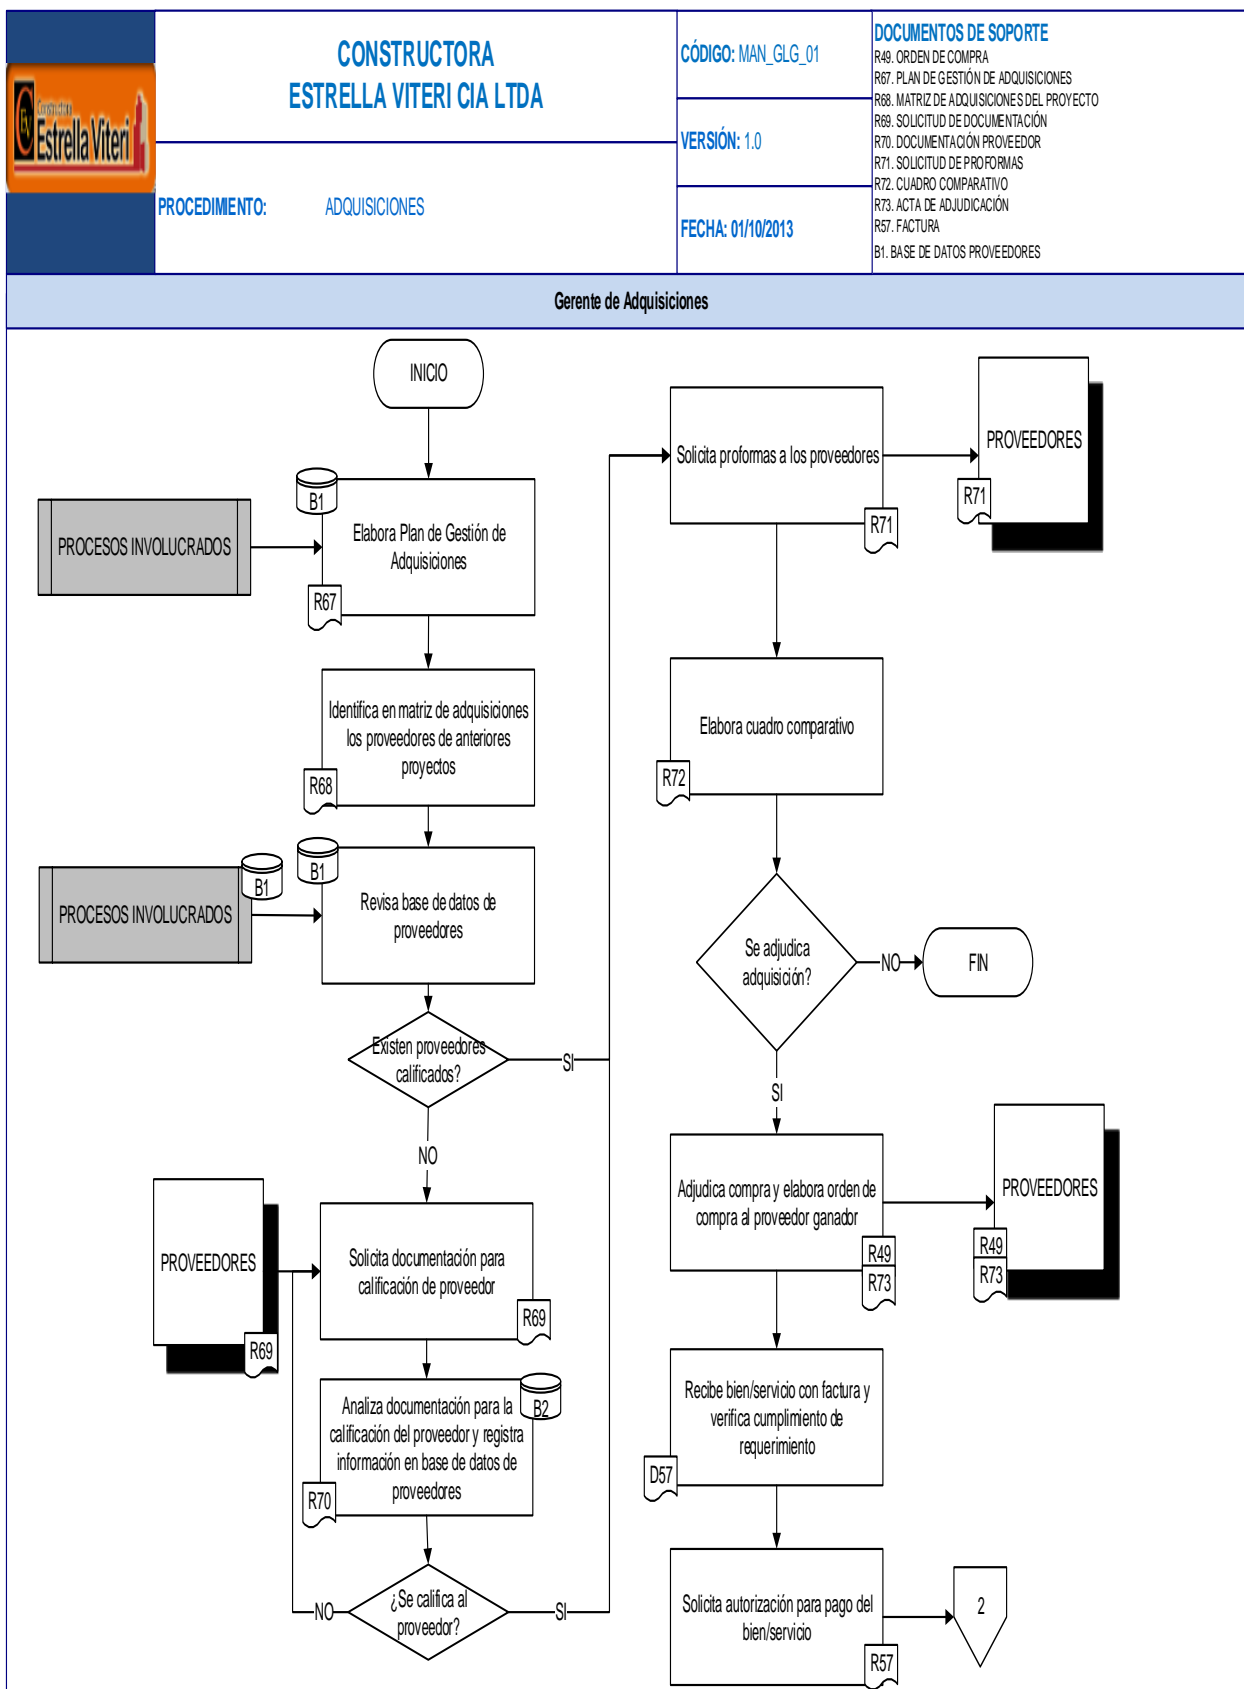 Constructora
Estrella Viteri
CONSTRUCTORA
ESTRELLA VITERI CIA LTDA
PROCEDIMIENTO: ADQUISICIONES
CÓDIGO: MAN_GLG_01
VERSIÓN: 1.0
FECHA: 01/10/2013
DOCUMENTOS DE SOPORTE
R49. ORDEN DE COMPRA
R67. PLAN DE GESTIÓN DE ADQUISICIONES
R68. MATRIZ DE ADQUISICIONES DEL PROYECTO
R69. SOLICITUD DE DOCUMENTACIÓN
R70. DOCUMENTACIÓN PROVEEDOR
R71. SOLICITUD DE PROFORMAS
R72. CUADRO COMPARATIVO
R73. ACTA DE ADJUDICACIÓN
R57. FACTURA
B1. BASE DE DATOS PROVEEDORES
Gerente de Adquisiciones
INICIO
B1
PROCESOS INVOLUCRADOS
Elabora Plan de Gestión de
Adquisiciones
R67
Identifica en matriz de adquisiciones
los proveedores de anteriores
proyectos
R68
B1
B1
PROCESOS INVOLUCRADOS
Revisa base de datos de
proveedores
Existen proveedores
calificados?
SI
NO
PROVEEDORES
R69
Solicita documentación para
calificación de proveedor
R69
B2
Analiza documentación para la
calificación del proveedor y registra
información en base de datos de
proveedores
R70
¿Se califica al
proveedor?
NO
SI
Solicita proformas a los proveedores
R71
PROVEEDORES
R71
Elabora cuadro comparativo
R72
Se adjudica
adquisición?
NO
FIN
SI
Adjudica compra y elabora orden de
compra al proveedor ganador
R49
R73
PROVEEDORES
R49
R73
Recibe bien/servicio con factura y
verifica cumplimiento de
requerimiento
D57
Solicita autorización para pago del
bien/servicio
R57
2